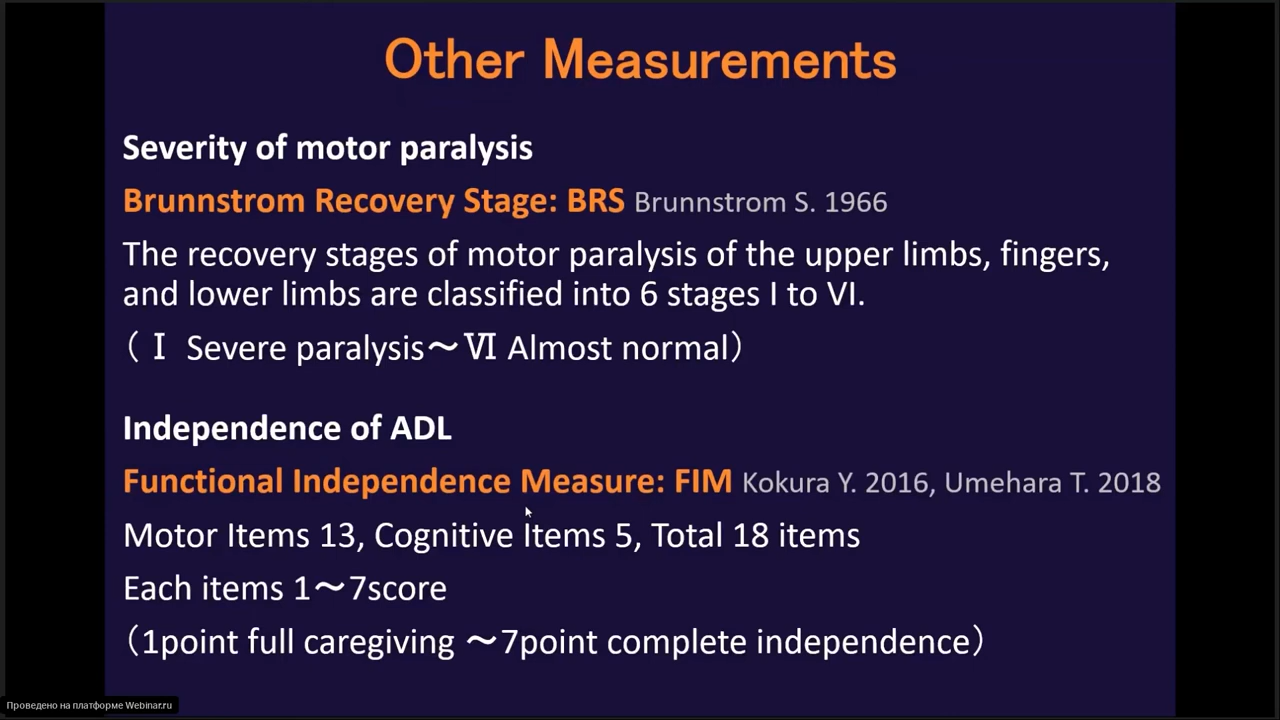 Other Measurements
Severity of motor paralysis
Brunnstrom Recovery Stage: BRS Brunnstrom S. 1966
The recovery stages of motor paralysis of the upper limbs, fingers,
and lower limbs are classified into 6 stages I to VI.
（Ⅰ Severe paralysis～Ⅵ Almost normal）
Independence of ADL
Functional Independence Measure: FIM Kokura Y. 2016, Umehara T. 2018
Motor Items 13, Cognitive Items 5, Total 18 items
Each items 1～7score
（1point full caregiving ～7point complete independence）
Проведено на платформе Webinar.ru